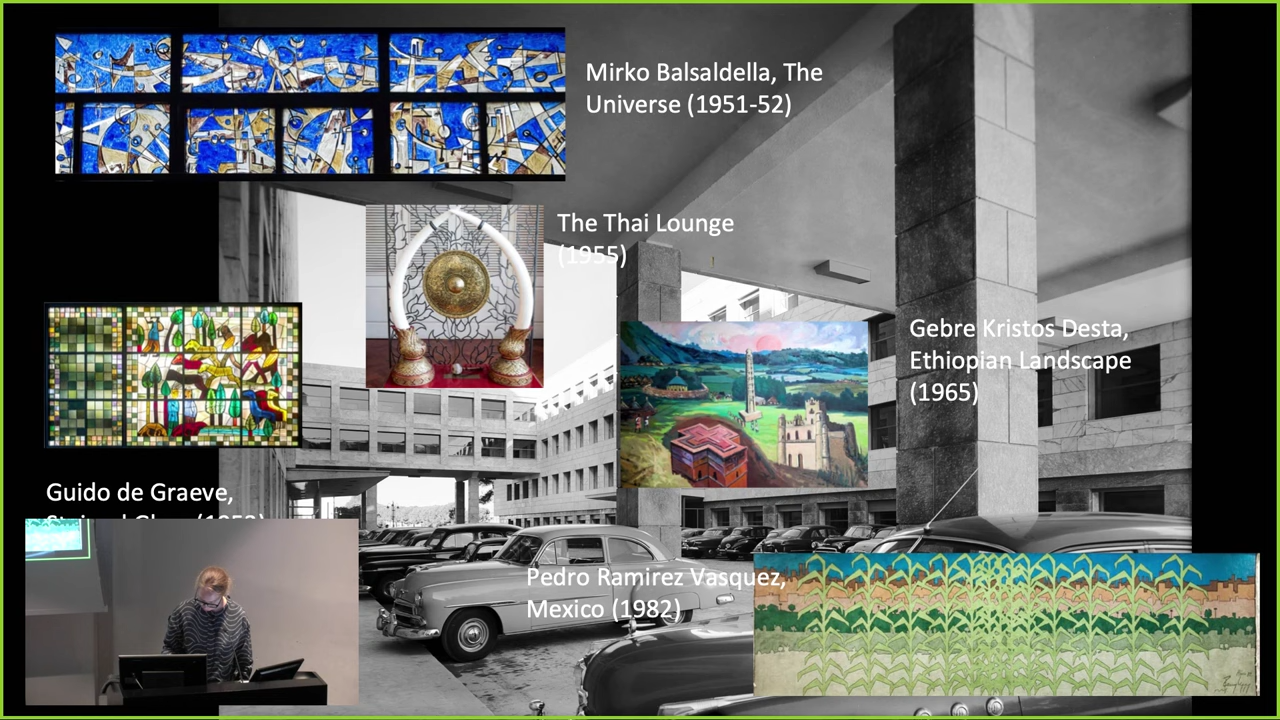 Mirko Balsaldella, The
Universe (1951-52)
The Thai Lounge
(1955)
Gebre Kristos Desta,
Ethiopian Landscape
(1965)
Guido de Graeve,
Pedro Ramirez Vasquez,
Mexico (1982)